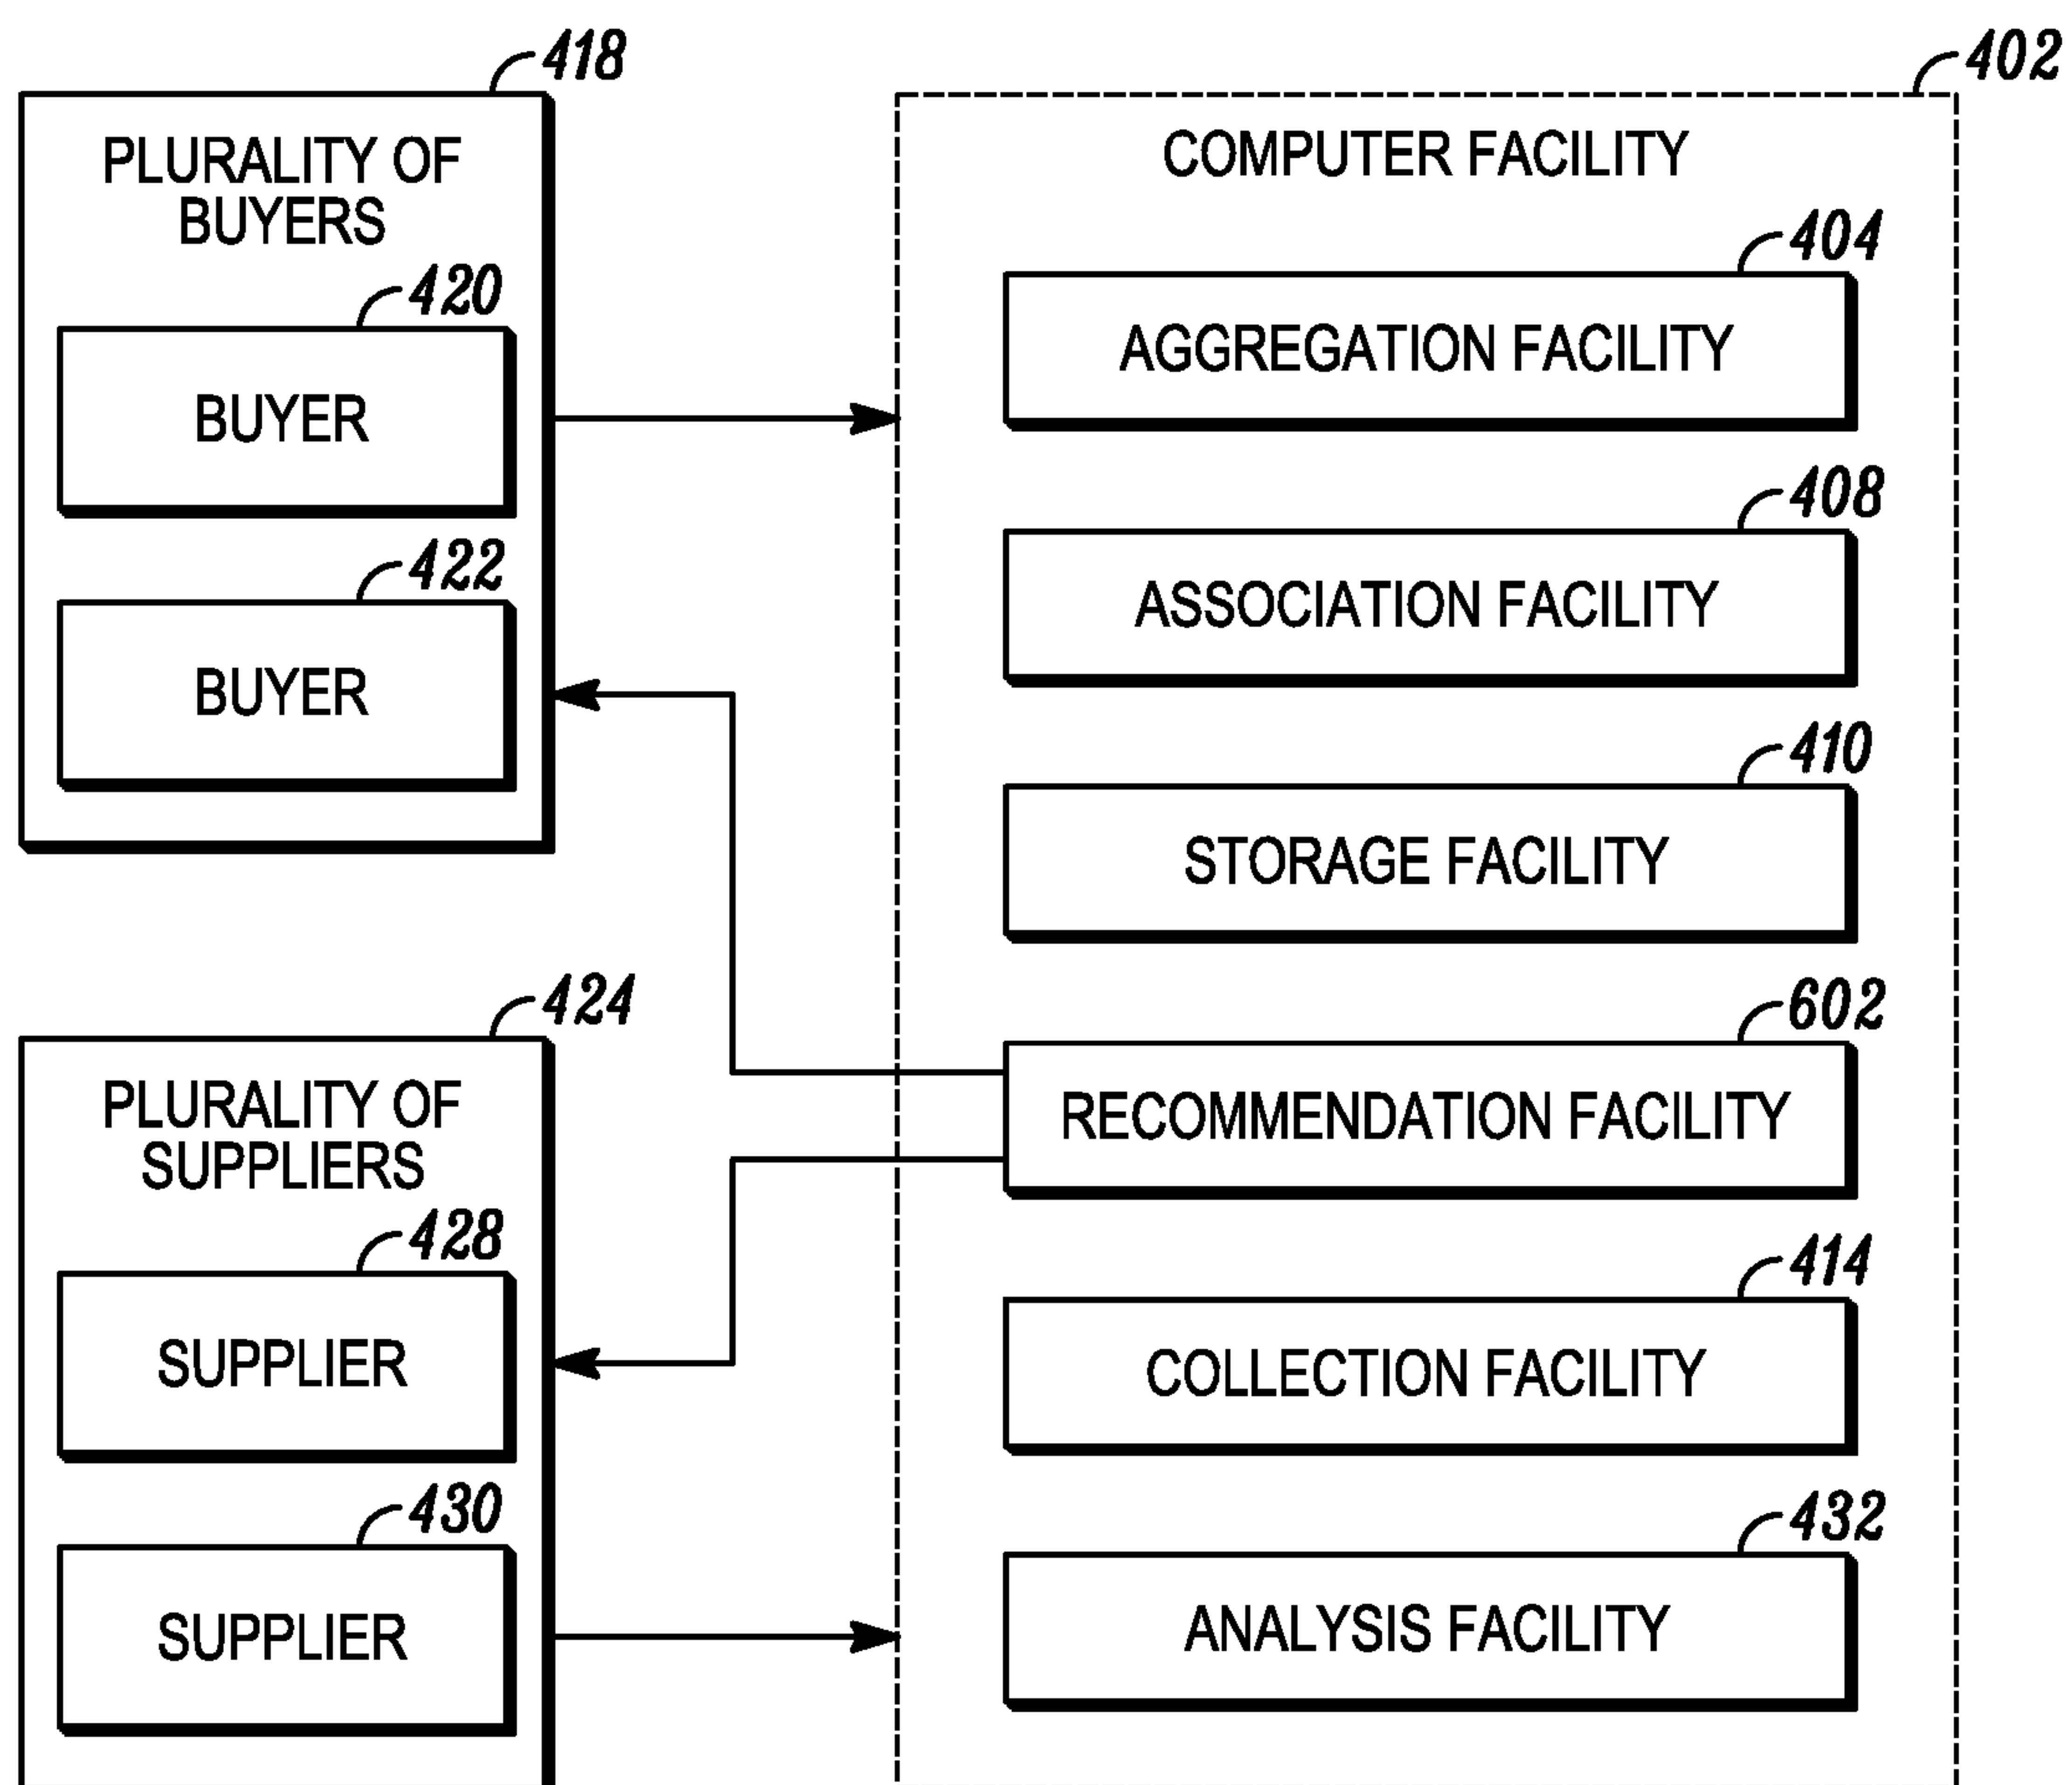 418
PLURALITY OF
BUYERS
420
BUYER
422
BUYER
424
PLURALITY OF
SUPPLIERS
428
SUPPLIER
430
SUPPLIER
402
COMPUTER FACILITY
404
AGGREGATION FACILITY
408
ASSOCIATION FACILITY
410
STORAGE FACILITY
602
RECOMMENDATION FACILITY
414
COLLECTION FACILITY
432
ANALYSIS FACILITY